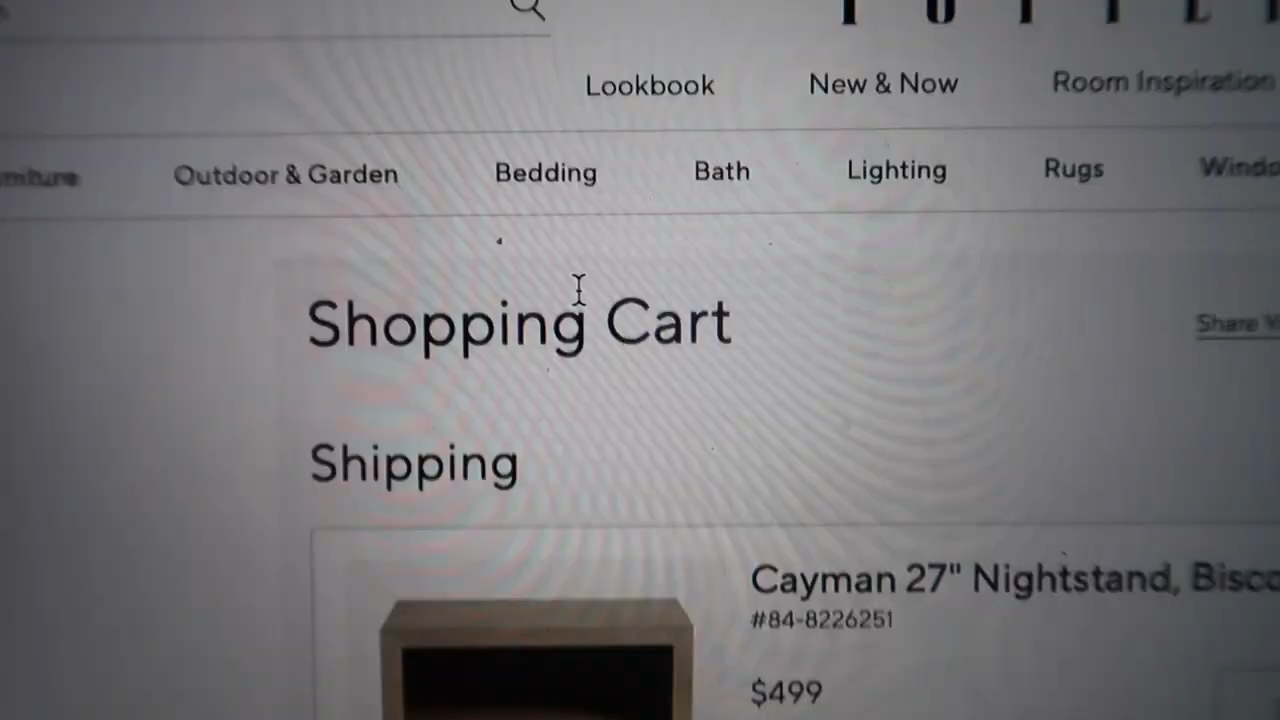 Lookbook New & Now Room Inspiration
Outdoor & Garden Bedding Bath Lighting Rugs
Shopping Cart
Share
Shipping
Cayman 27" Nightstand,
#84-8226251
$499